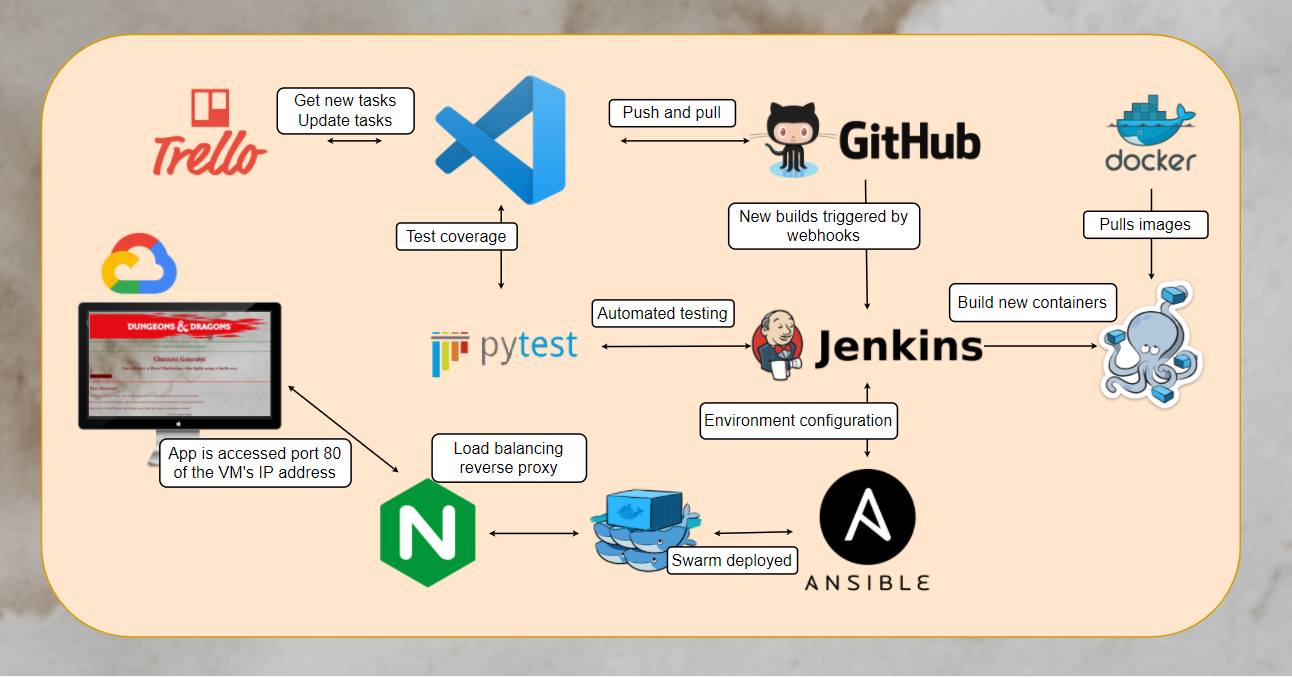 Get new tasks
Update tasks
Trello
Push and pull
GitHub
docker
New builds triggered by
webhooks
Pulls images
Test coverage
Automated testing
Build new containers
pytest
Jenkins
DUNGEONS & DRAGONS
Character Generator
Environment configuration
App is accessed port 80
of the VM's IP address
Load balancing
reverse proxy
N
Swarm deployed
A
ANSIBLE